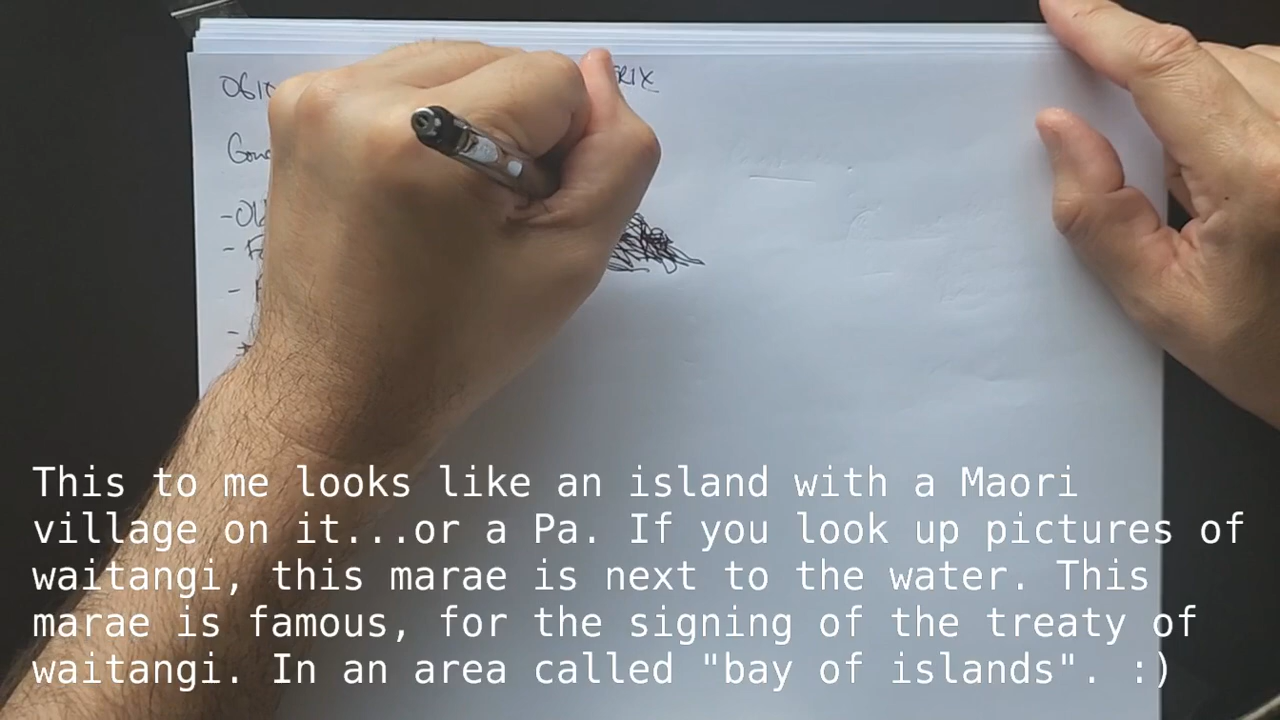 This to me looks like an island with a Maori
village on it...or a Pa. If you look up pictures of
waitangi, this marae is next to the water. This
marae is famous, for the signing of the treaty of
waitangi. In an area called "bay of islands". :)